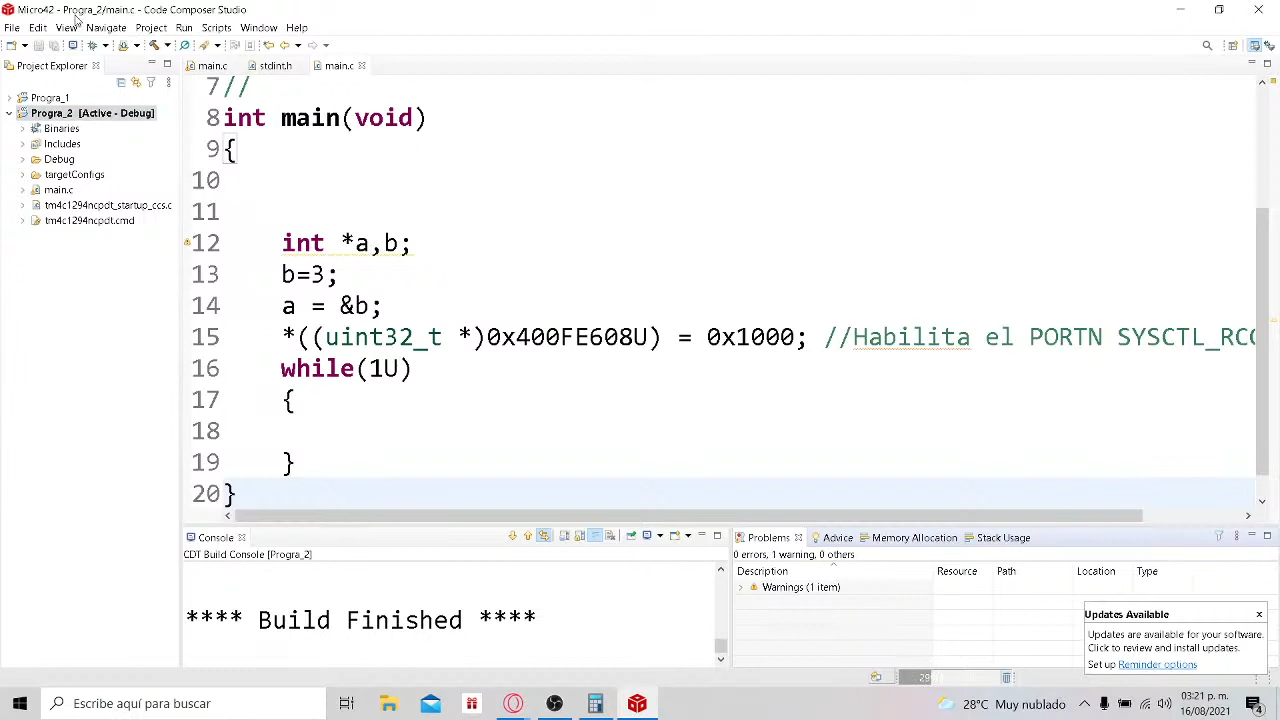 Micro42 - Progra_2/main.c - Code Composer Studio
File Edit View Navigate Project Run Scripts Window Help
Project Explorer
main.c
stdint.h
main.c
Progra_1
Progra_2 [Active - Debug]
Binaries
Includes
Debug
targetConfigs
main.c
tm4c1294ncpdt_startup_ccs.c
tm4c1294ncpdt.cmd
7 //
8 int main(void)
9 {
10
11
12 int *a,b;
13 b=3;
14 a = &b;
15 *((uint32_t *)0x400FE608U) = 0x1000; //Habilita el PORTN SYSCTL_RCG
16 while(1U)
17 {
18
19 }
20 }
Console
CDT Build Console [Progra_2]
**** Build Finished ****
Problems Advice Memory Allocation Stack Usage
0 errors, 1 warning, 0 others
Description Resource Path Location Type
Warnings (1 item)
Updates Available
Updates are available for your software.
Click to review and install updates.
Set up Reminder options
Escribe aquí para buscar
28°C Muy nublado
03:21 p. m.
16/08/2021
4